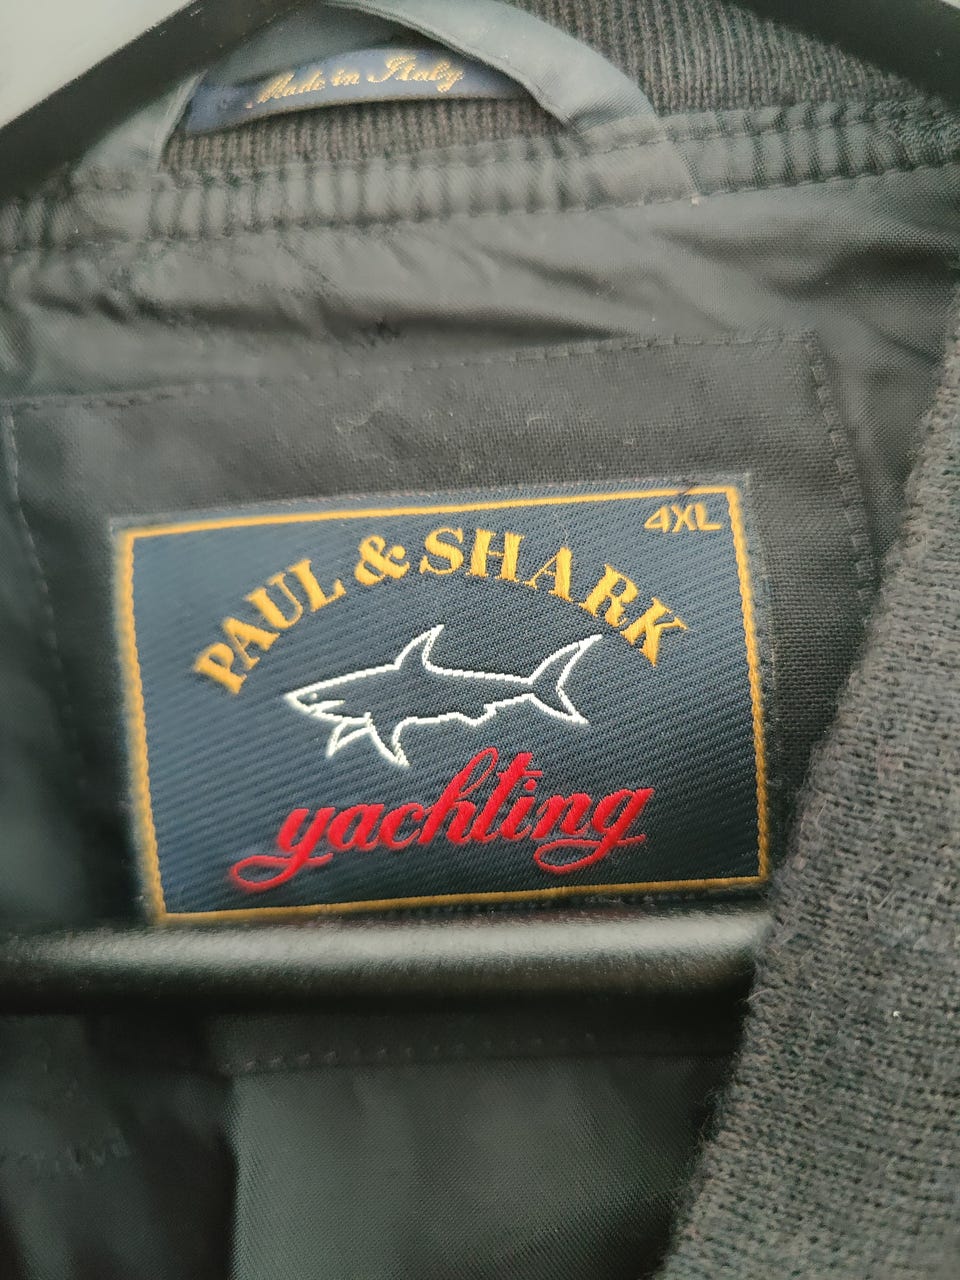 Made in Italy
4XL
PAUL & SHARK
yachting